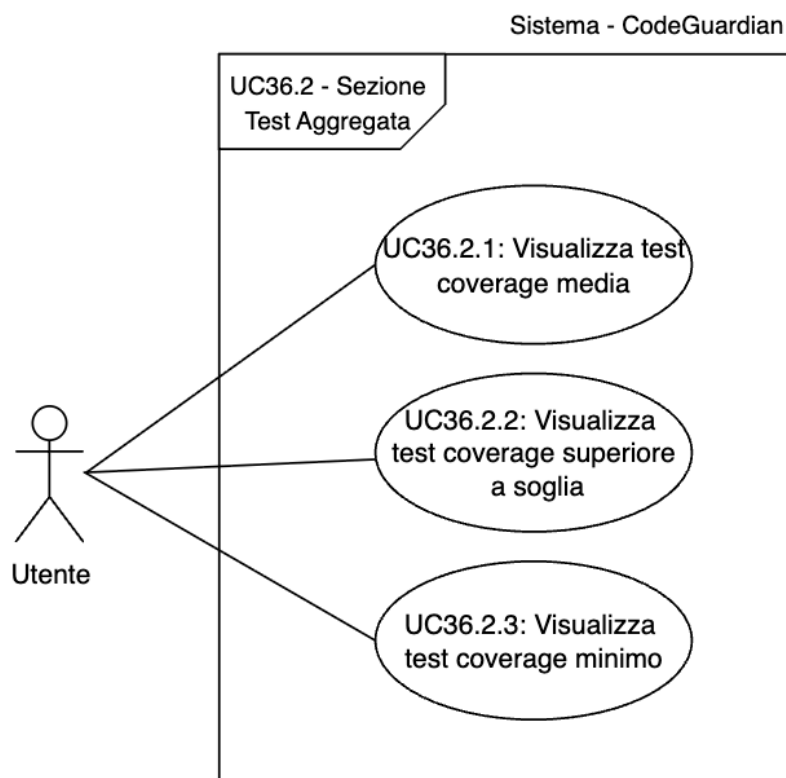 Sistema - CodeGuardian
UC36.2 - Sezione
Test Aggregata
UC36.2.1: Visualizza test
coverage media
UC36.2.2: Visualizza
test coverage superiore
a soglia
Utente
UC36.2.3: Visualizza
test coverage minimo